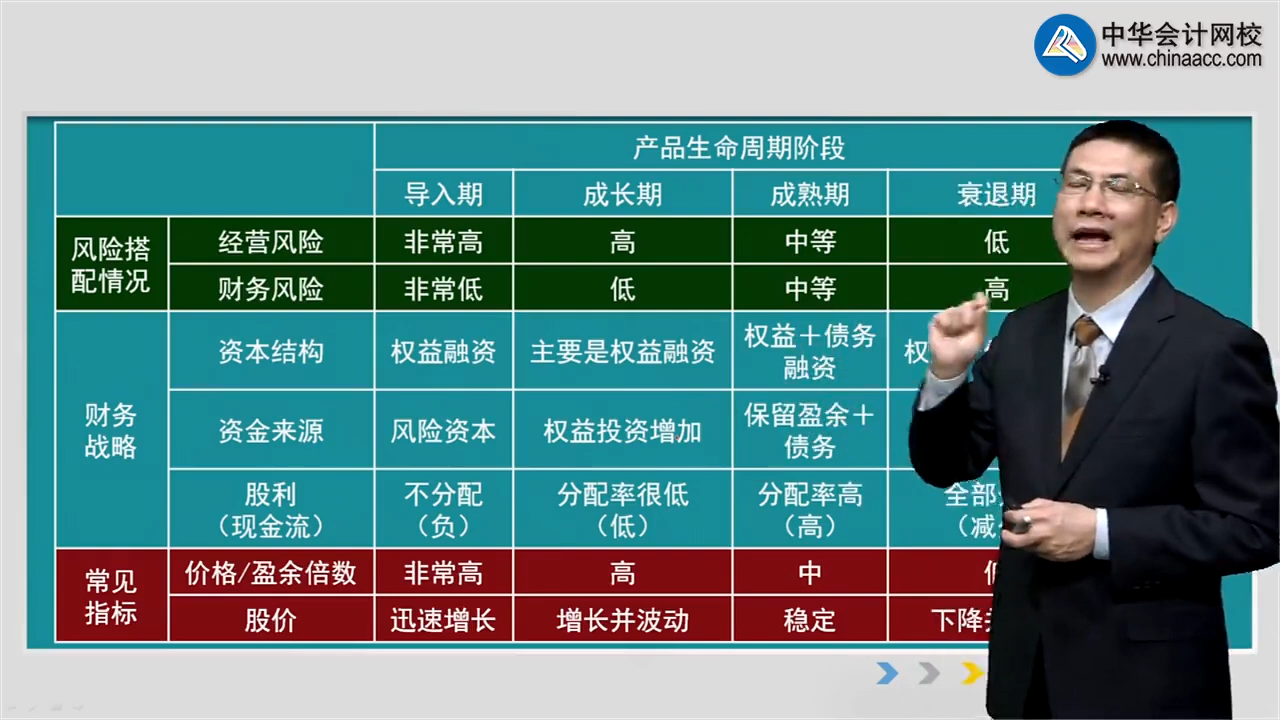 中华会计网校
www.chinaacc.com
产品生命周期阶段
导入期 成长期 成熟期 衰退期
风险搭
配情况
经营风险 非常高 高 中等 低
财务风险 非常低 低 中等 高
财务
战略
资本结构 权益融资 主要是权益融资 权益＋债务
融资
资金来源 风险资本 权益投资增加 保留盈余＋
债务
股利 不分配 分配率很低 分配率高 全部
（现金流） （负） （低） （高）
常见
指标
价格/盈余倍数 非常高 高 中
股价 迅速增长 增长并波动 稳定 下降